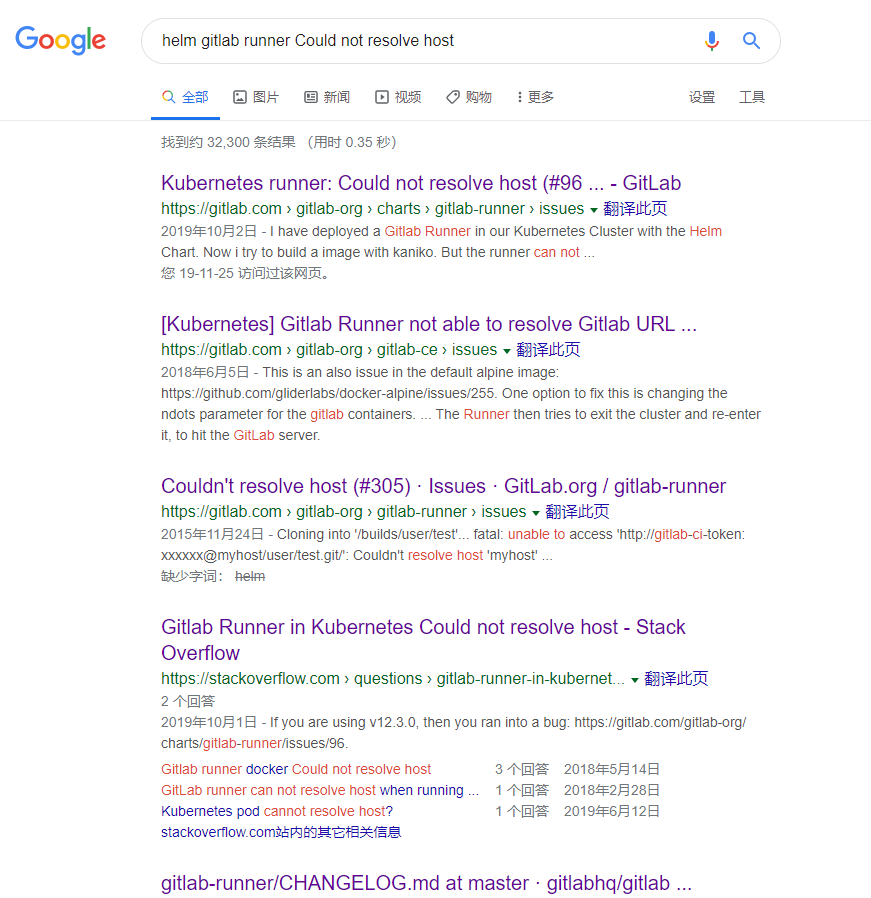 Google
helm gitlab runner Could not resolve host
全部 图片 新闻 视频 购物 更多 设置 工具
找到约 32,300 条结果 （用时 0.35 秒）
Kubernetes runner: Could not resolve host (#96 ... - GitLab
https://gitlab.com › gitlab-org › charts › gitlab-runner › issues 翻译此页
2019年10月2日 - I have deployed a Gitlab Runner in our Kubernetes Cluster with the Helm
Chart. Now i try to build a image with kaniko. But the runner can not ...
您 19-11-25 访问过该网页。
[Kubernetes] Gitlab Runner not able to resolve Gitlab URL ...
https://gitlab.com › gitlab-org › gitlab-ce › issues 翻译此页
2018年6月5日 - This is an also issue in the default alpine image:
https://github.com/gliderlabs/docker-alpine/issues/255. One option to fix this is changing the
ndots parameter for the gitlab containers. ... The Runner then tries to exit the cluster and re-enter
it, to hit the GitLab server.
Couldn't resolve host (#305) · Issues · GitLab.org / gitlab-runner
https://gitlab.com › gitlab-org › gitlab-runner › issues 翻译此页
2015年11月24日 - Cloning into '/builds/user/test'... fatal: unable to access 'http://gitlab-ci-token:
xxxxxx@myhost/user/test.git/': Couldn't resolve host 'myhost' ...
缺少字词： helm
Gitlab Runner in Kubernetes Could not resolve host - Stack
Overflow
https://stackoverflow.com › questions › gitlab-runner-in-kubernet... 翻译此页
2 个回答
2019年10月1日 - If you are using v12.3.0, then you ran into a bug: https://gitlab.com/gitlab-org/
charts/gitlab-runner/issues/96.
Gitlab runner docker Could not resolve host 3 个回答 2018年5月14日
GitLab runner can not resolve host when running ... 1 个回答 2018年2月28日
Kubernetes pod cannot resolve host? 1 个回答 2019年6月12日
stackoverflow.com站内的其它相关信息
gitlab-runner/CHANGELOG.md at master · gitlabhq/gitlab ...